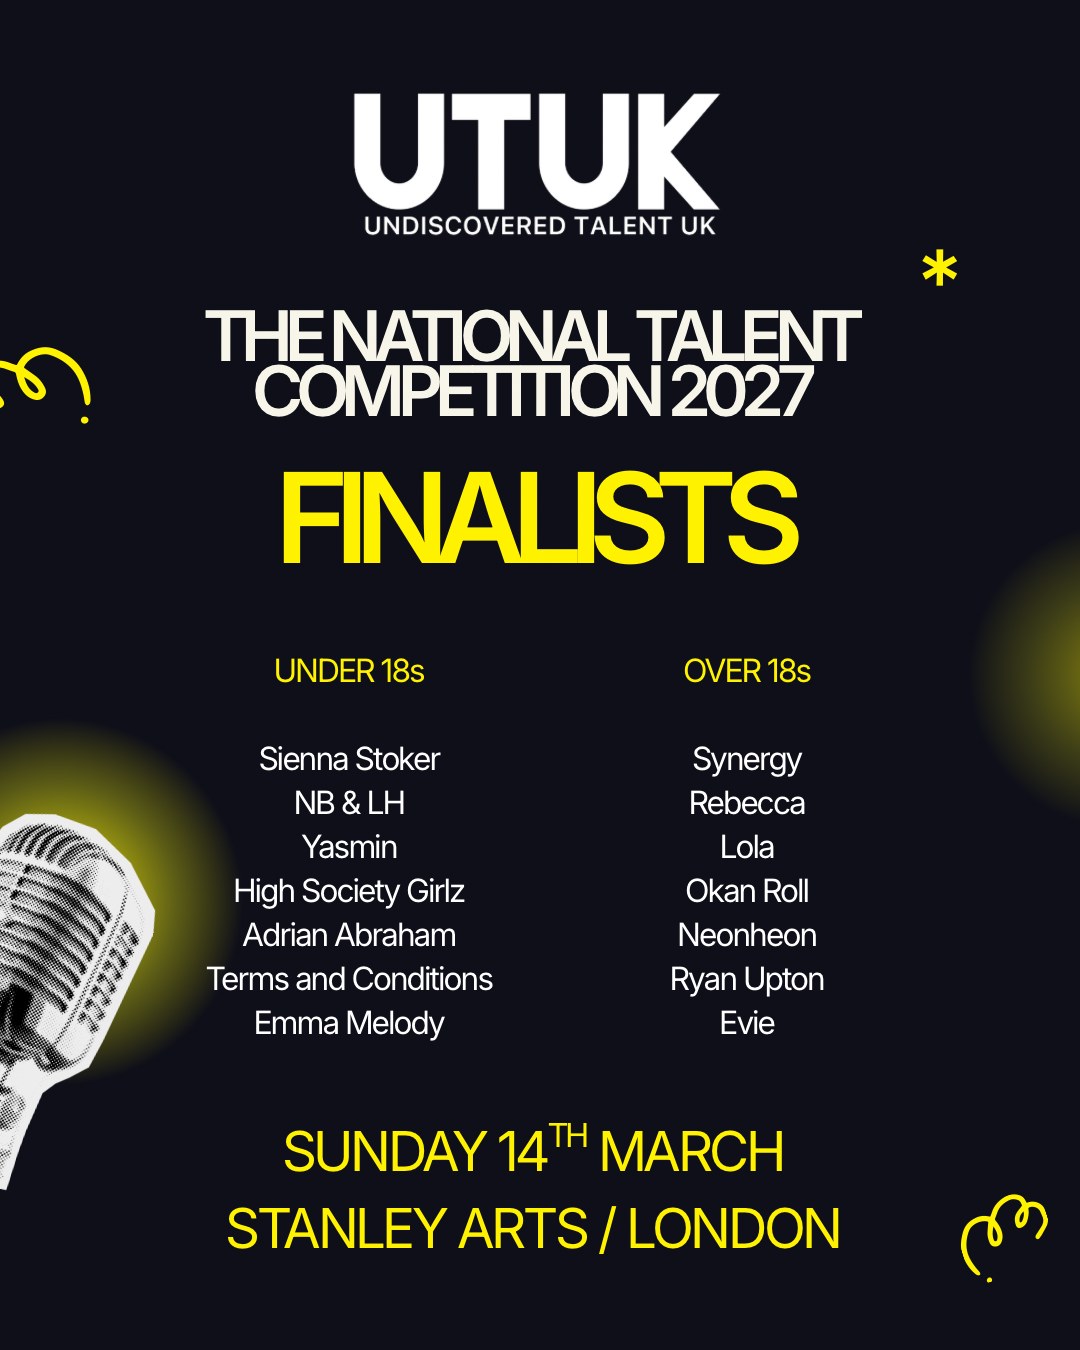 UTUK
UNDISCOVERED TALENT UK
THE NATIONAL TALENT
COMPETITION 2027
FINALISTS
UNDER 18s
Sienna Stoker
NB & LH
Yasmin
High Society Girlz
Adrian Abraham
Terms and Conditions
Emma Melody
OVER 18s
Synergy
Rebecca
Lola
Okan Roll
Neonheon
Ryan Upton
Evie
SUNDAY 14TH MARCH
STANLEY ARTS / LONDON